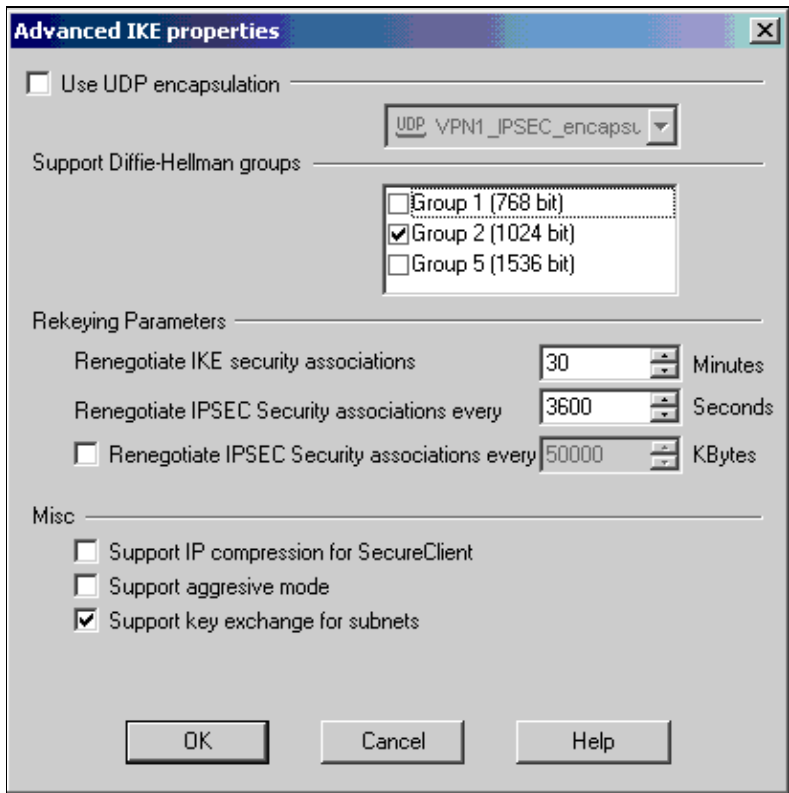 Advanced IKE properties
Use UDP encapsulation
UDP VPN1_IPSEC_encapsu
Support Diffie-Hellman groups
Group 1 (768 bit)
Group 2 (1024 bit)
Group 5 (1536 bit)
Rekeying Parameters
Renegotiate IKE security associations 30 Minutes
Renegotiate IPSEC Security associations every 3600 Seconds
Renegotiate IPSEC Security associations every 50000 KBytes
Misc
Support IP compression for SecureClient
Support aggresive mode
Support key exchange for subnets
OK Cancel Help